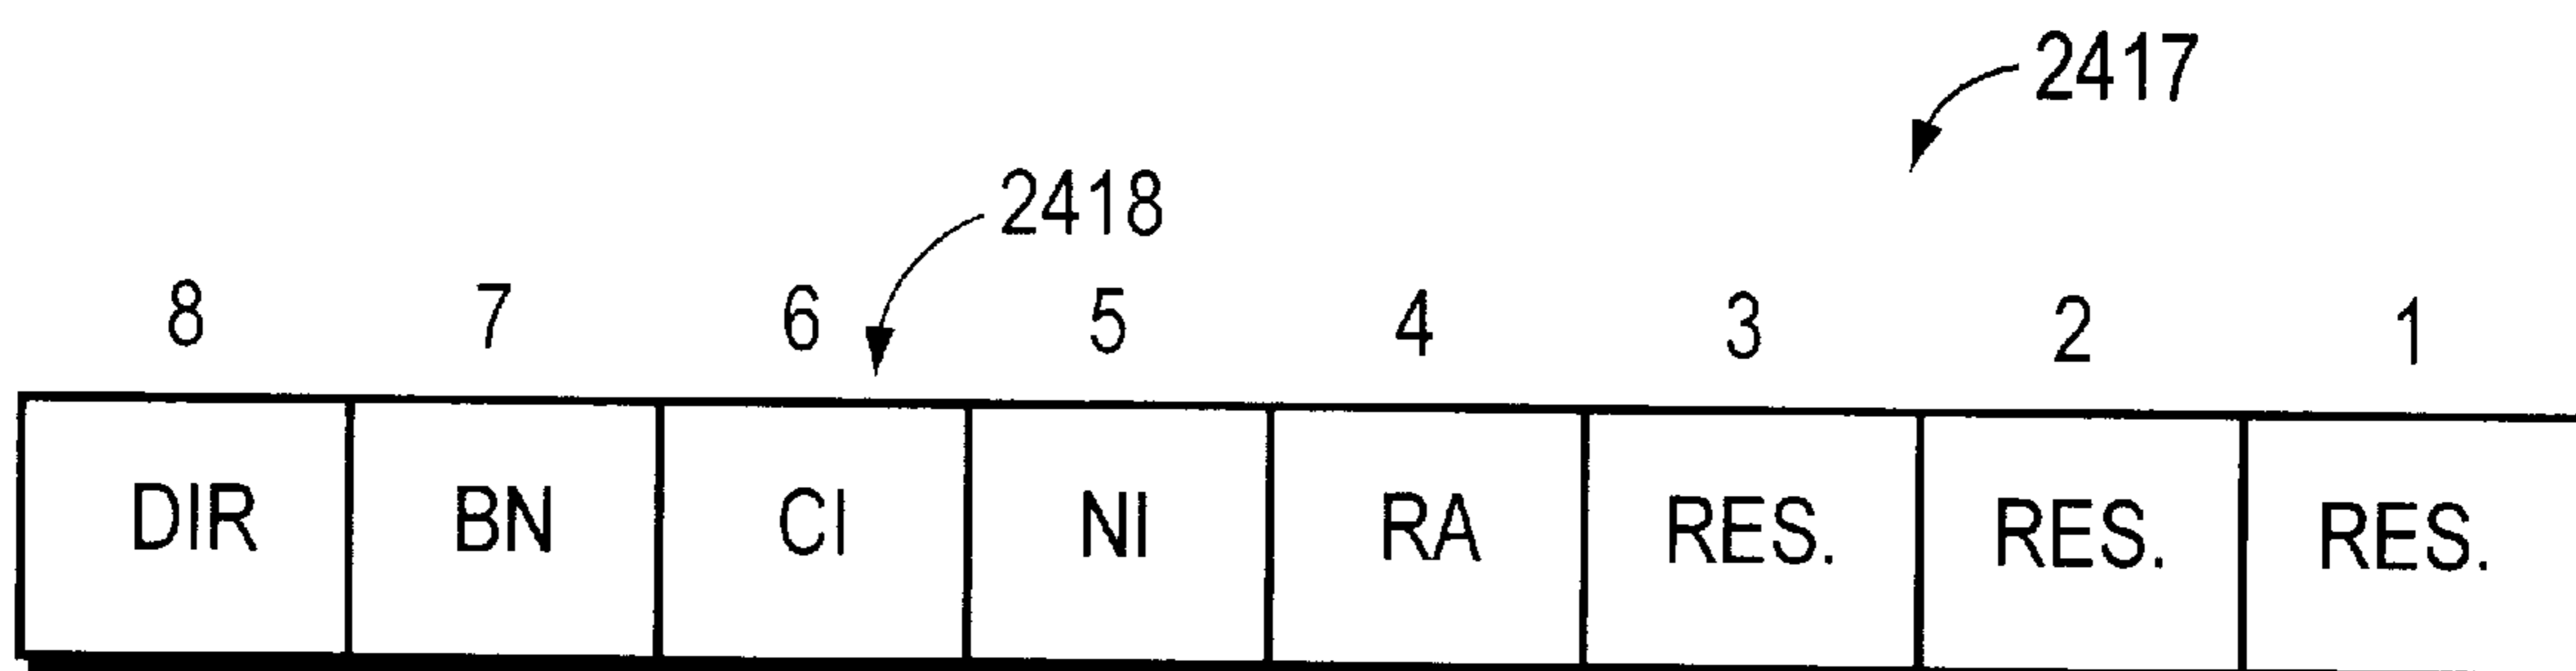 2417
2418
8 7 6 5 4 3 2 1
DIR BN CI NI RA RES. RES. RES.